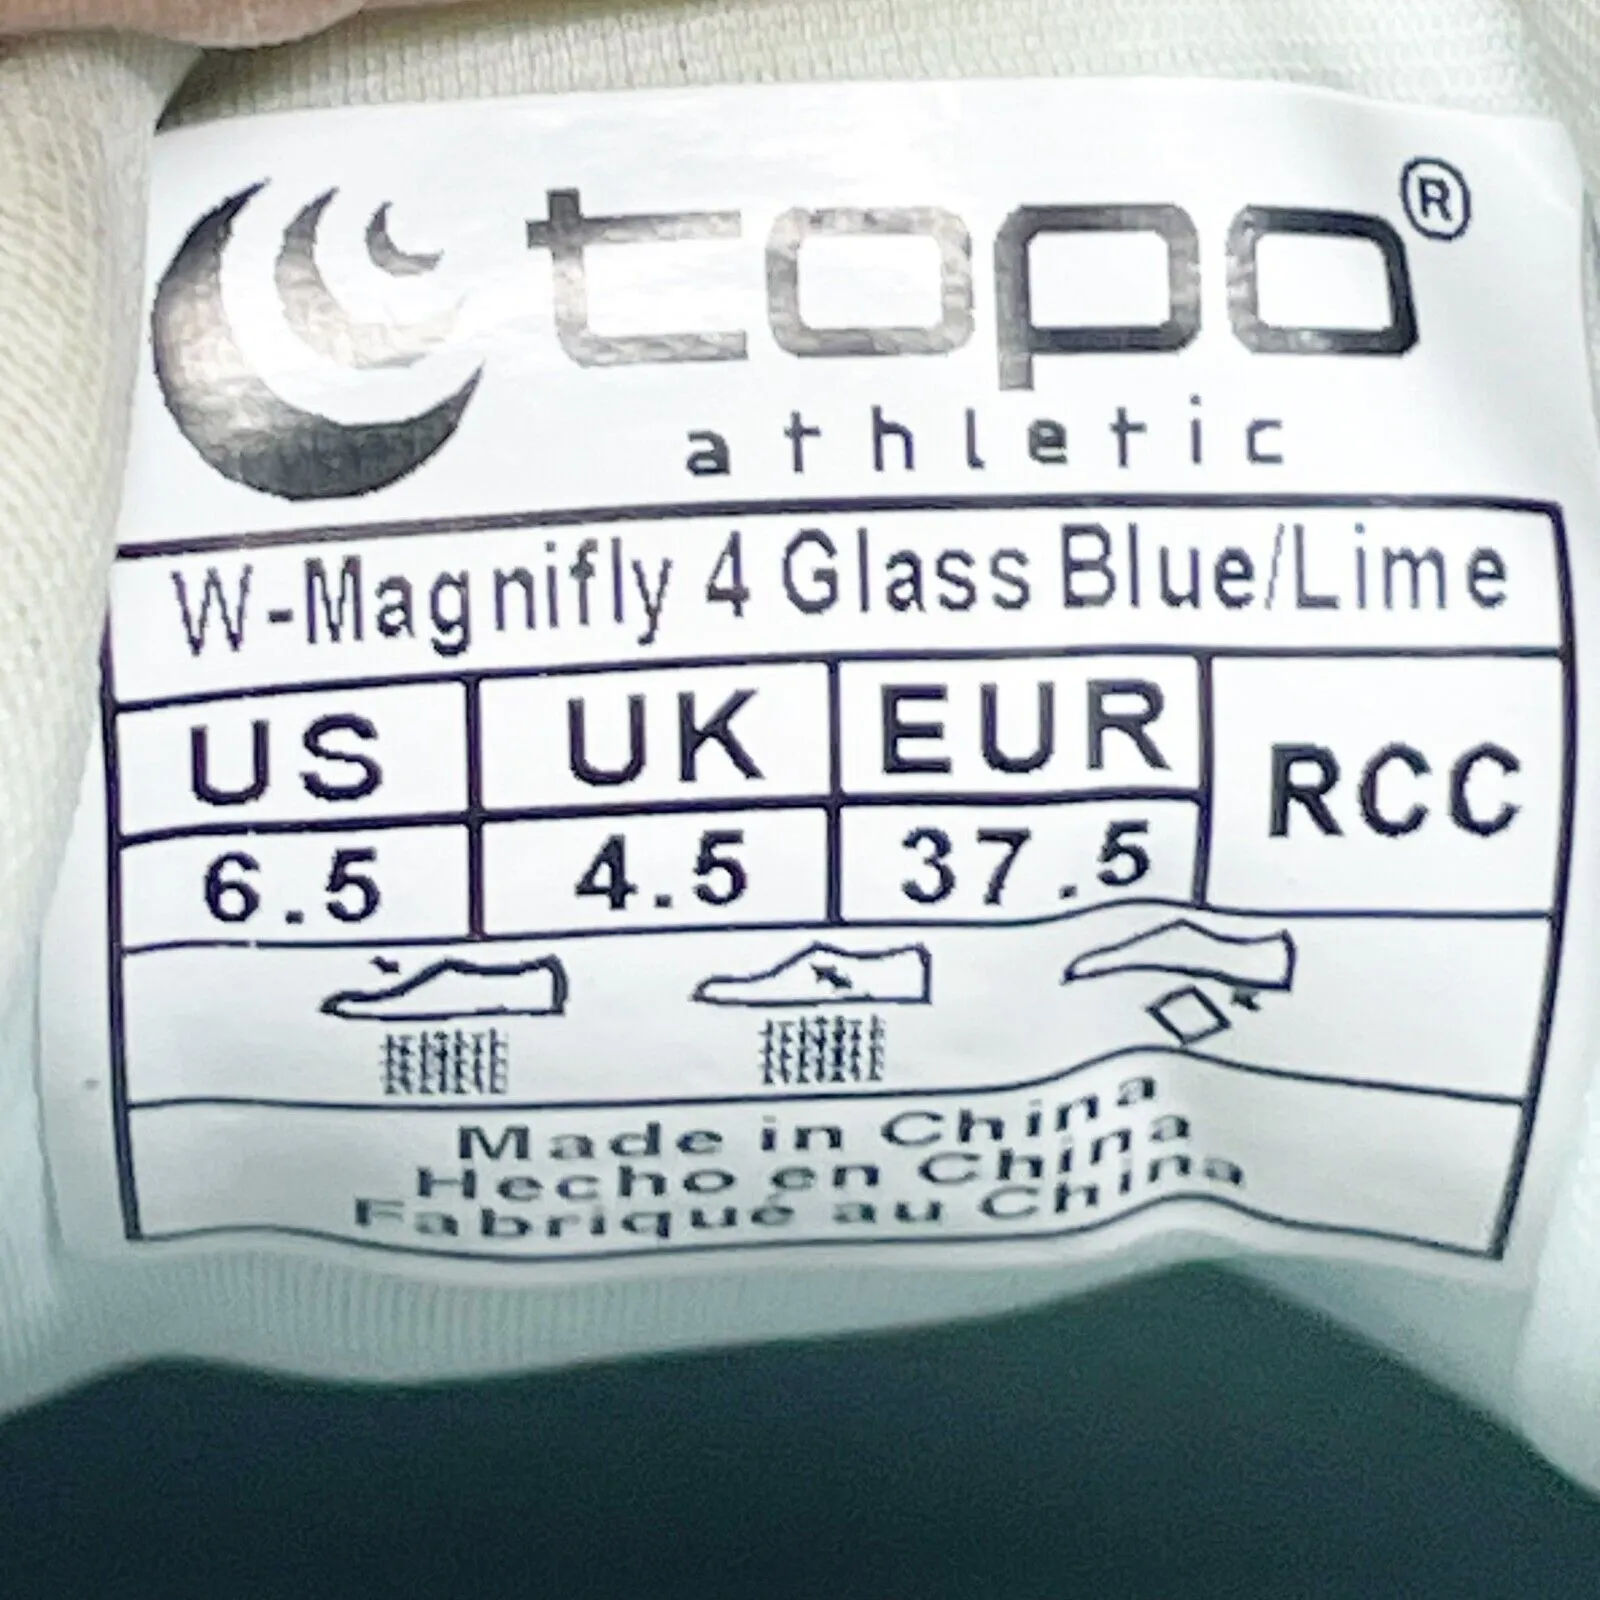 topo®
athletic
W-Magnifly 4 Glass Blue/Lime
US UK EUR RCC
6.5 4.5 37.5
Made in China
Hecho en China
Fabriqué au China